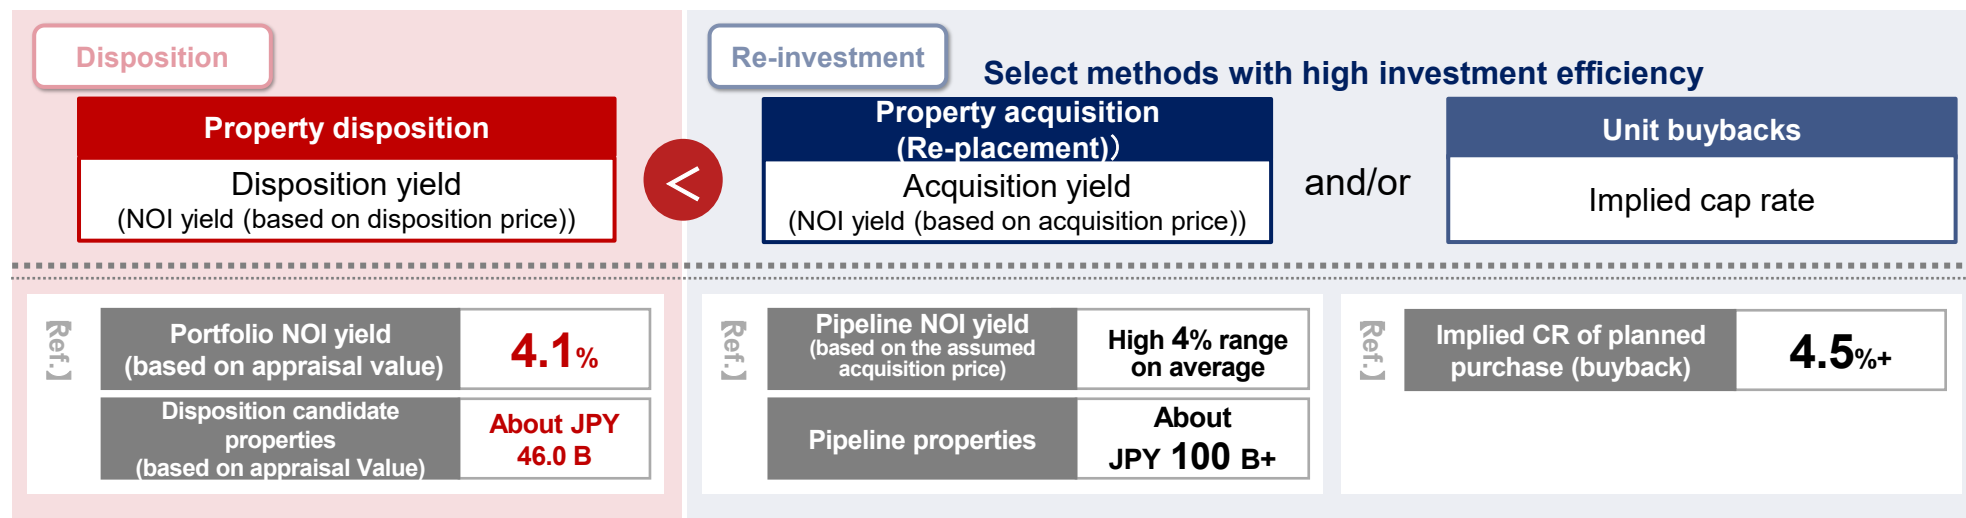 Disposition
Property disposition
Disposition yield
(NOI yield (based on disposition price))
<
Re-investment
Select methods with high investment efficiency
Property acquisition
(Re-placement)）
Acquisition yield
(NOI yield (based on acquisition price))
and/or
Unit buybacks
Implied cap rate
【Ref.】
Portfolio NOI yield
(based on appraisal value)
4.1%
Disposition candidate
properties
(based on appraisal Value)
About JPY
46.0 B
【Ref.】
Pipeline NOI yield
(based on the assumed
acquisition price)
High 4% range
on average
Pipeline properties
About
JPY 100 B+
【Ref.】
Implied CR of planned
purchase (buyback)
4.5%+